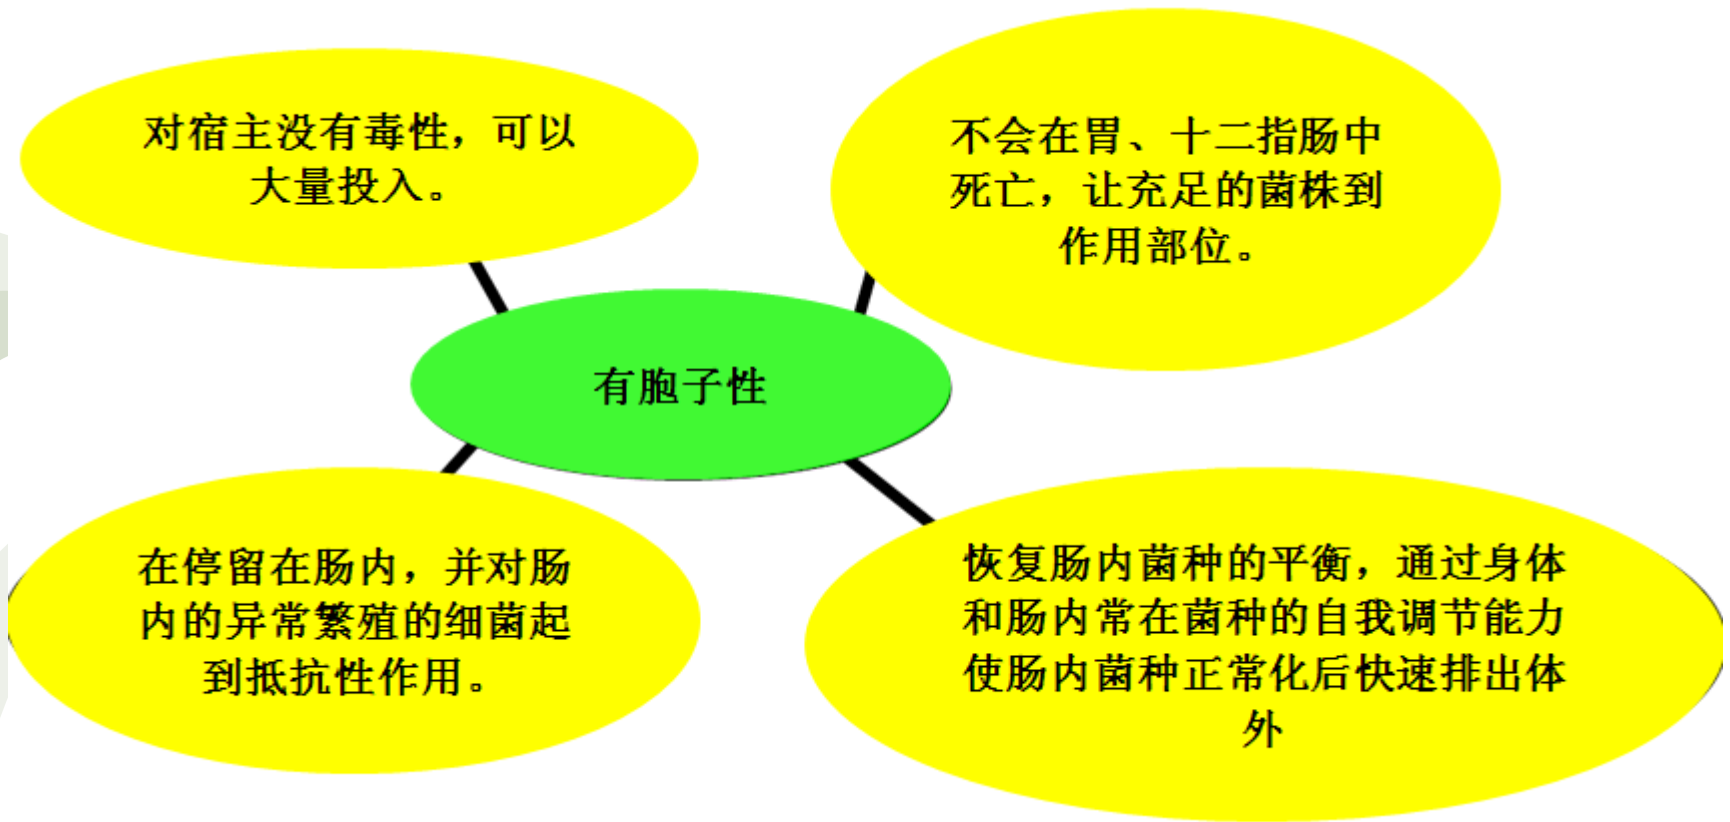 对宿主没有毒性，可以
大量投入。
不会在胃、十二指肠中
死亡，让充足的菌株到
作用部位。
有胞子性
在停留在肠内，并对肠
内的异常繁殖的细菌起
到抵抗性作用。
恢复肠内菌种的平衡，通过身体
和肠内常在菌种的自我调节能力
使肠内菌种正常化后快速排出体
外